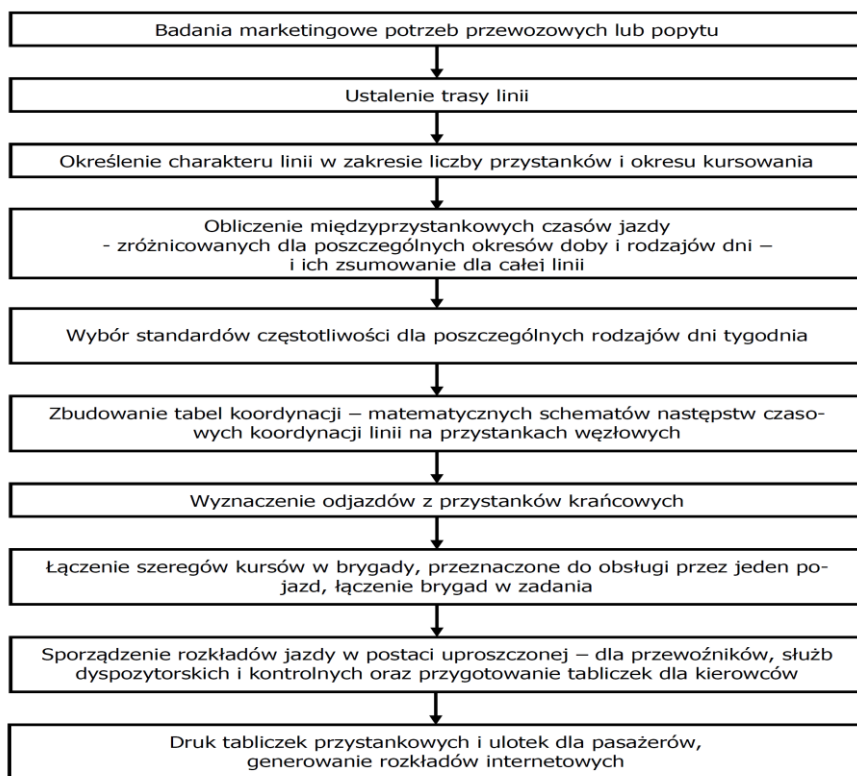 Badania marketingowe potrzeb przewozowych lub popytu
Ustalenie trasy linii
Określenie charakteru linii w zakresie liczby przystanków i okresu kursowania
Obliczenie międzyprzystankowych czasów jazdy
- zróżnicowanych dla poszczególnych okresów doby i rodzajów dni –
i ich zsumowanie dla całej linii
Wybór standardów częstotliwości dla poszczególnych rodzajów dni tygodnia
Zbudowanie tabel koordynacji – matematycznych schematów następstw czaso-
wych koordynacji linii na przystankach węzłowych
Wyznaczenie odjazdów z przystanków krańcowych
Łączenie szeregów kursów w brygady, przeznaczone do obsługi przez jeden po-
jazd, łączenie brygad w zadania
Sporządzenie rozkładów jazdy w postaci uproszczonej – dla przewoźników, służb
dyspozytorskich i kontrolnych oraz przygotowanie tabliczek dla kierowców
Druk tabliczek przystankowych i ulotek dla pasażerów,
generowanie rozkładów internetowych